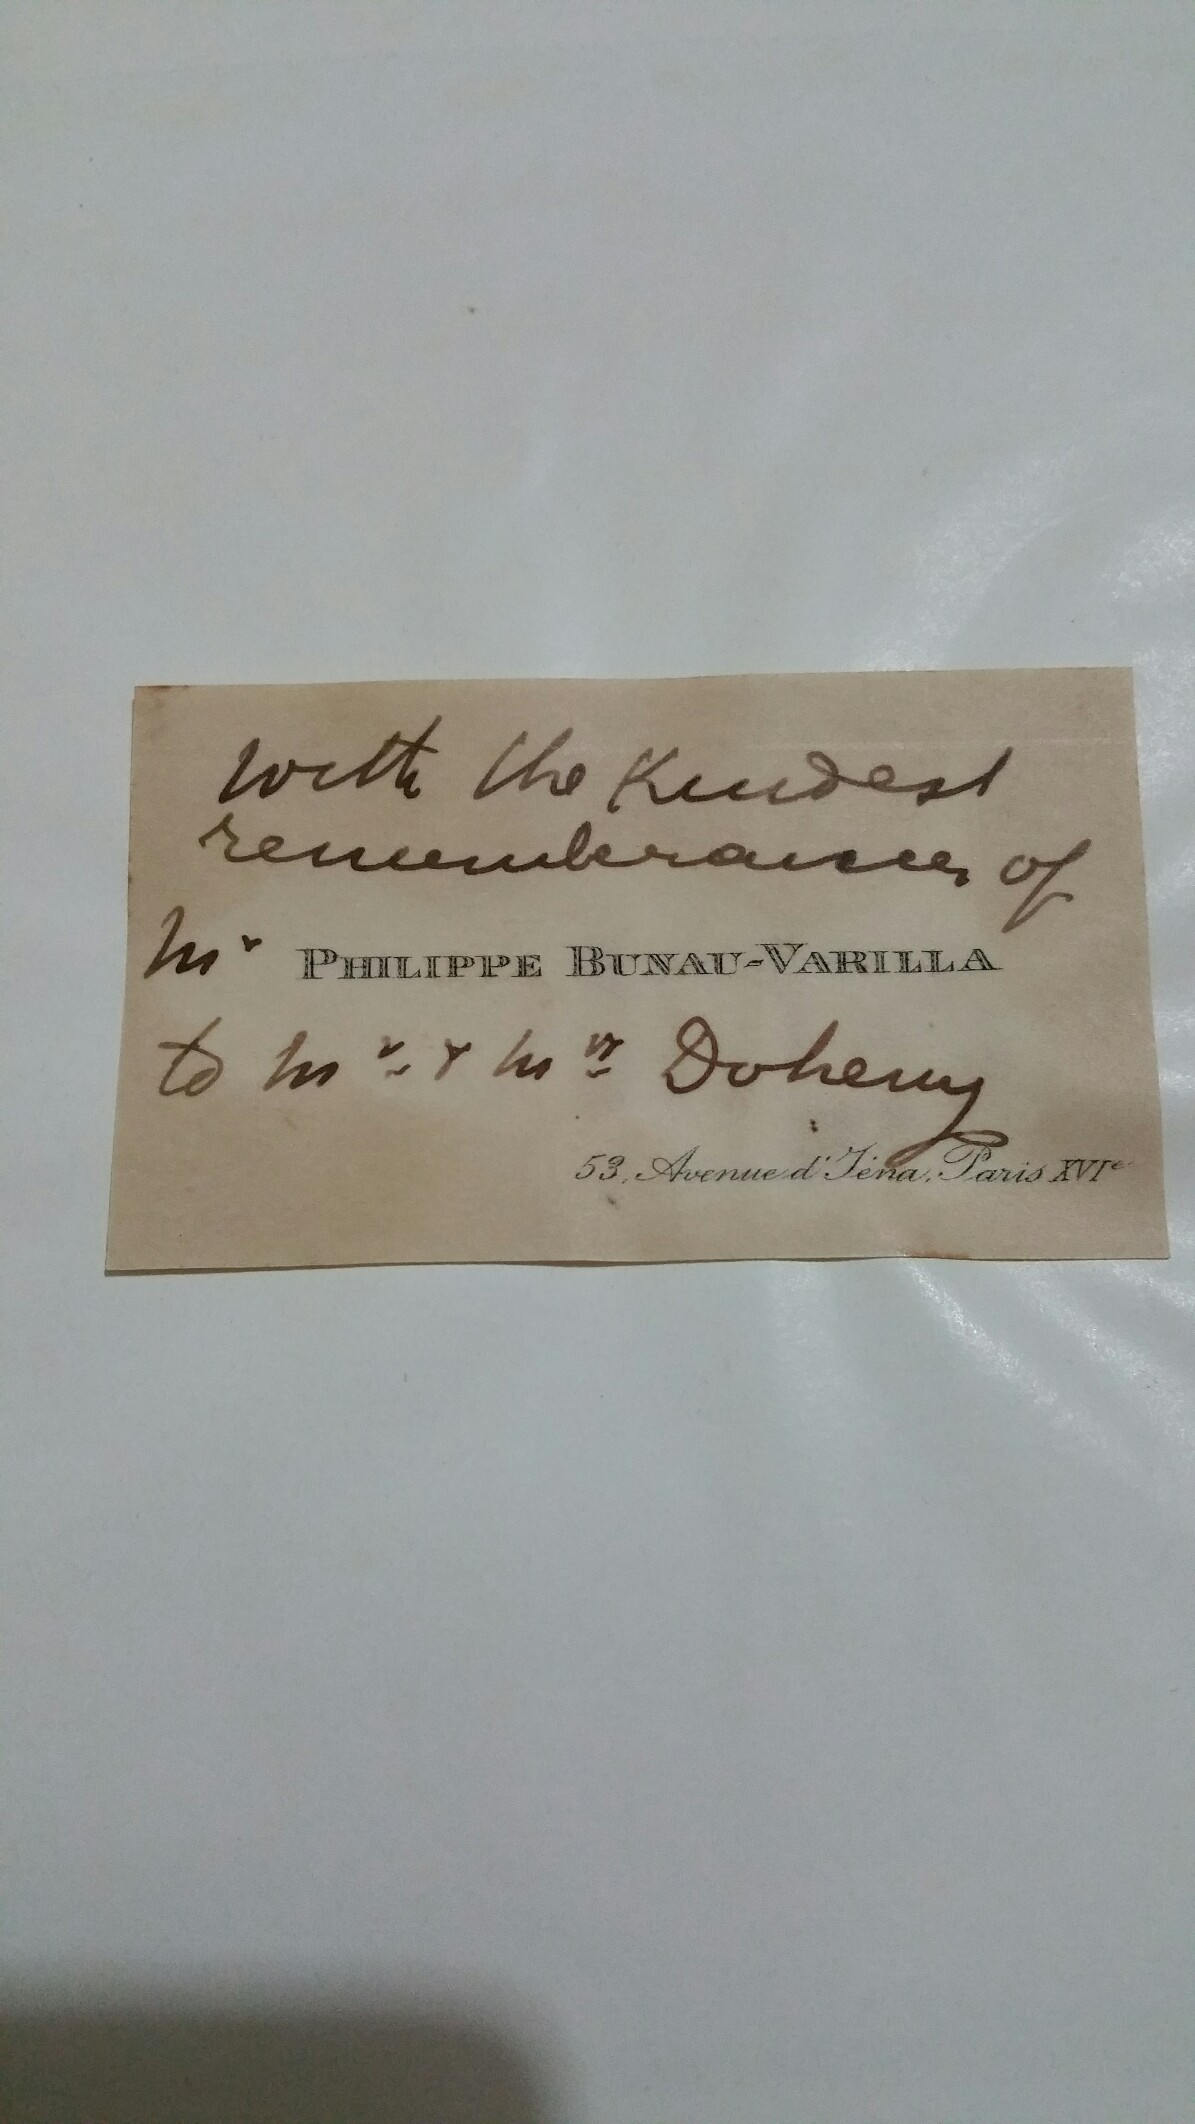 With the Kindest
remembrances of
Mr PHILIPPE BUNAU-VARILLA
to Mr & Mrs Doheny
53, Avenue d'Iéna, Paris XVIe